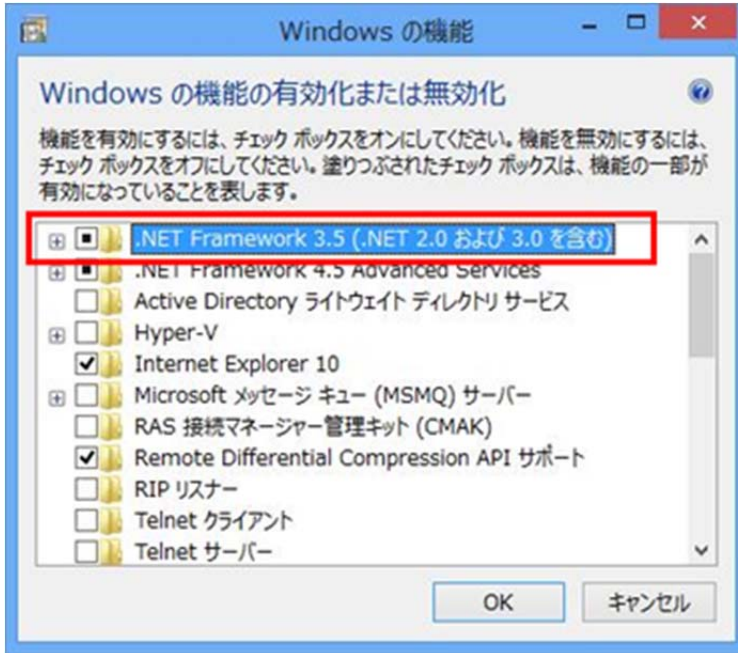 Windows の機能
Windows の機能の有効化または無効化
機能を有効にするには、チェック ボックスをオンにしてください。機能を無効にするには、
チェック ボックスをオフにしてください。塗りつぶされたチェック ボックスは、機能の一部が
有効になっていることを表します。
.NET Framework 3.5 (.NET 2.0 および 3.0 を含む)
.NET Framework 4.5 Advanced Services
Active Directory ライトウェイト ディレクトリ サービス
Hyper-V
Internet Explorer 10
Microsoft メッセージ キュー (MSMQ) サーバー
RAS 接続マネージャー管理キット (CMAK)
Remote Differential Compression API サポート
RIP リスナー
Telnet クライアント
Telnet サーバー
OK キャンセル